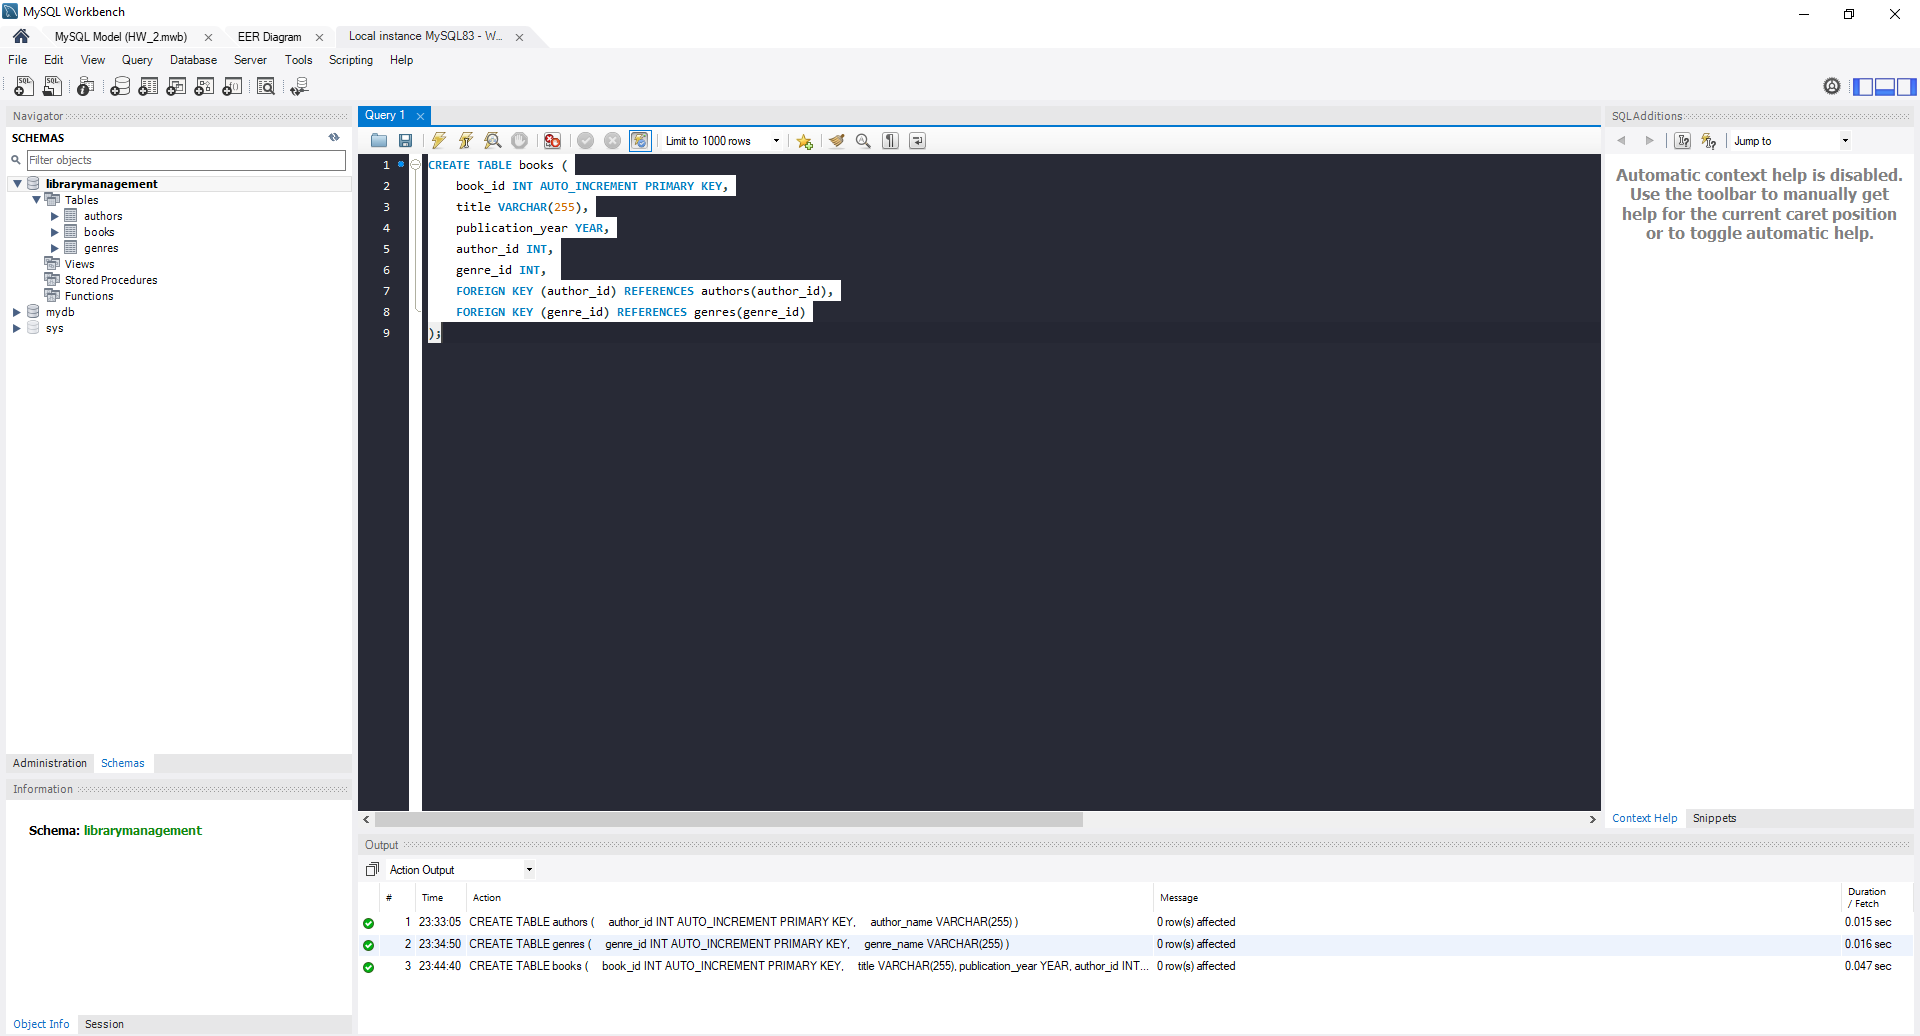 MySQL Workbench
MySQL Model (HW_2.mwb) EER Diagram Local instance MySQL83 - W...
File Edit View Query Database Server Tools Scripting Help
Navigator
SCHEMAS
Filter objects
librarymanagement
Tables
authors
books
genres
Views
Stored Procedures
Functions
mydb
sys
Administration Schemas
Information
Schema: librarymanagement
Object Info Session
Query 1
Limit to 1000 rows
1 CREATE TABLE books (
2 book_id INT AUTO_INCREMENT PRIMARY KEY,
3 title VARCHAR(255),
4 publication_year YEAR,
5 author_id INT,
6 genre_id INT,
7 FOREIGN KEY (author_id) REFERENCES authors(author_id),
8 FOREIGN KEY (genre_id) REFERENCES genres(genre_id)
9 );
SQLAdditions
Jump to
Automatic context help is disabled.
Use the toolbar to manually get
help for the current caret position
or to toggle automatic help.
Context Help Snippets
Output
Action Output
# Time Action Message Duration / Fetch
1 23:33:05 CREATE TABLE authors ( author_id INT AUTO_INCREMENT PRIMARY KEY, author_name VARCHAR(255) ) 0 row(s) affected 0.015 sec
2 23:34:50 CREATE TABLE genres ( genre_id INT AUTO_INCREMENT PRIMARY KEY, genre_name VARCHAR(255) ) 0 row(s) affected 0.016 sec
3 23:44:40 CREATE TABLE books ( book_id INT AUTO_INCREMENT PRIMARY KEY, title VARCHAR(255), publication_year YEAR, author_id INT... 0 row(s) affected 0.047 sec